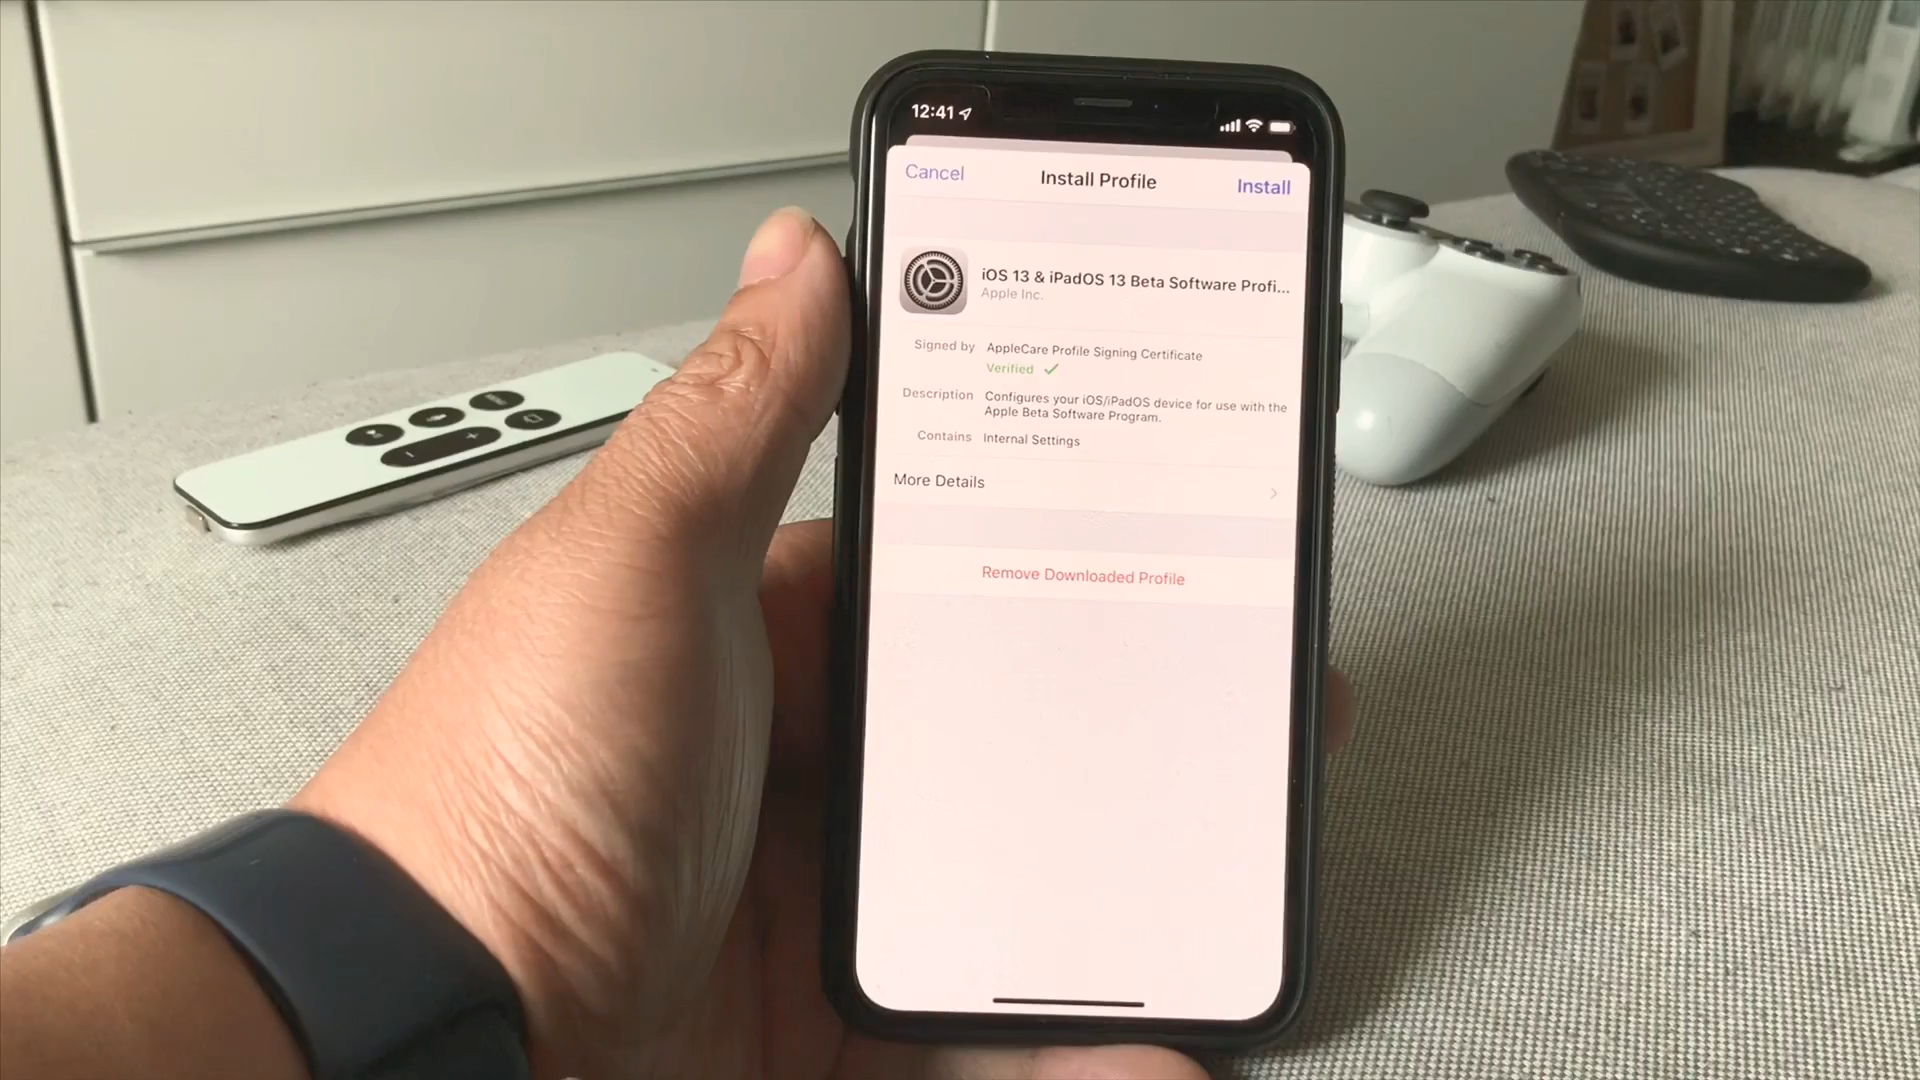 12:41
Cancel
Install Profile
Install
iOS 13 & iPadOS 13 Beta Software Profi...
Apple Inc.
Signed by
AppleCare Profile Signing Certificate
Verified ✓
Description
Configures your iOS/iPadOS device for use with the
Apple Beta Software Program.
Contains
Internal Settings
More Details
Remove Downloaded Profile
MENU
+
-